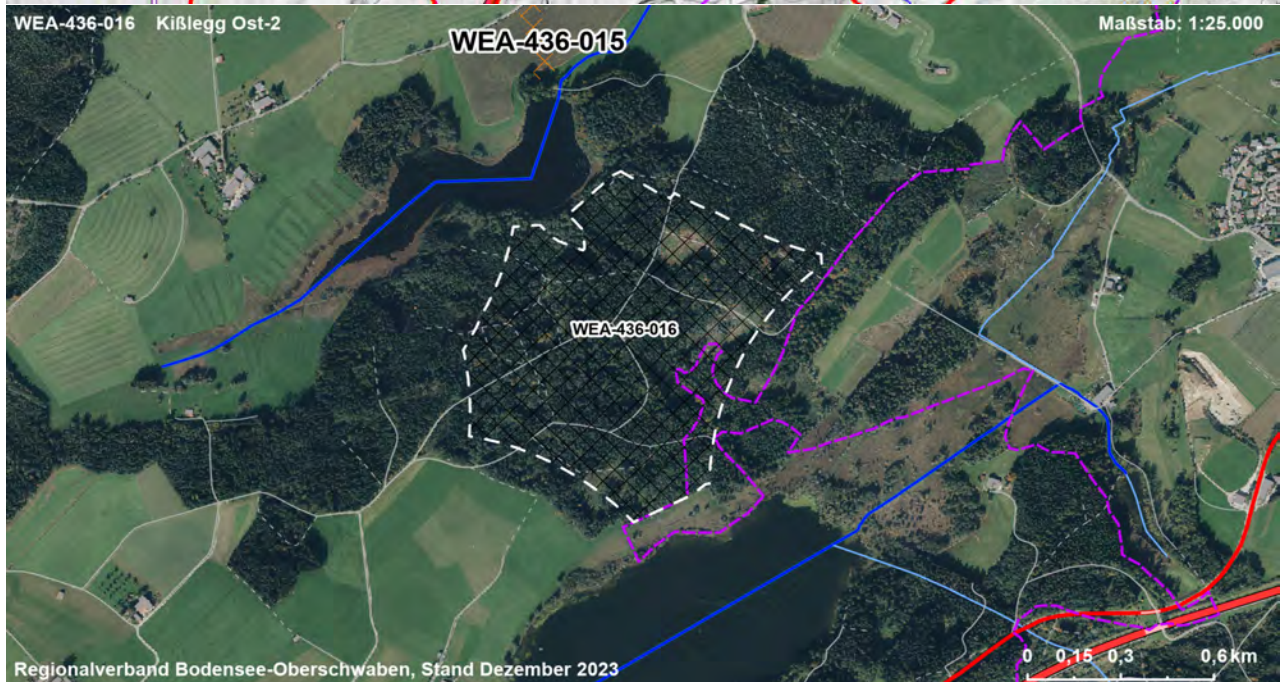 WEA-436-016 Kißlegg Ost-2
Maßstab: 1:25.000
WEA-436-015
WEA-436-016
Regionalverband Bodensee-Oberschwaben, Stand Dezember 2023
0 0,15 0,3 0,6 km